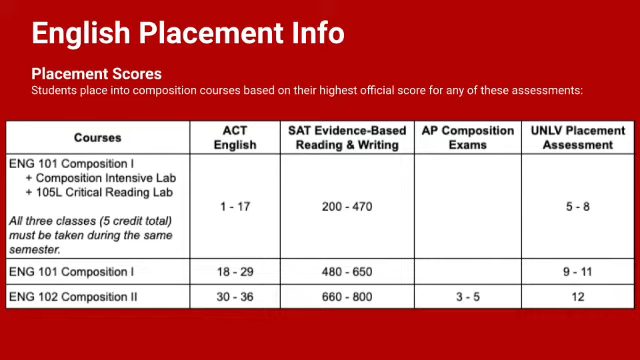 English Placement Info
Placement Scores
Students place into composition courses based on their highest official score for any of these assessments:
Courses
ACT
English
SAT Evidence-Based
Reading & Writing
AP Composition
Exams
UNLV Placement
Assessment
ENG 101 Composition I
+ Composition Intensive Lab
+ 105L Critical Reading Lab
All three classes (5 credit total)
must be taken during the same
semester.
1 - 17
200 - 470
5 - 8
ENG 101 Composition I
18 - 29
480 - 650
9 - 11
ENG 102 Composition II
30 - 36
660 - 800
3 - 5
12